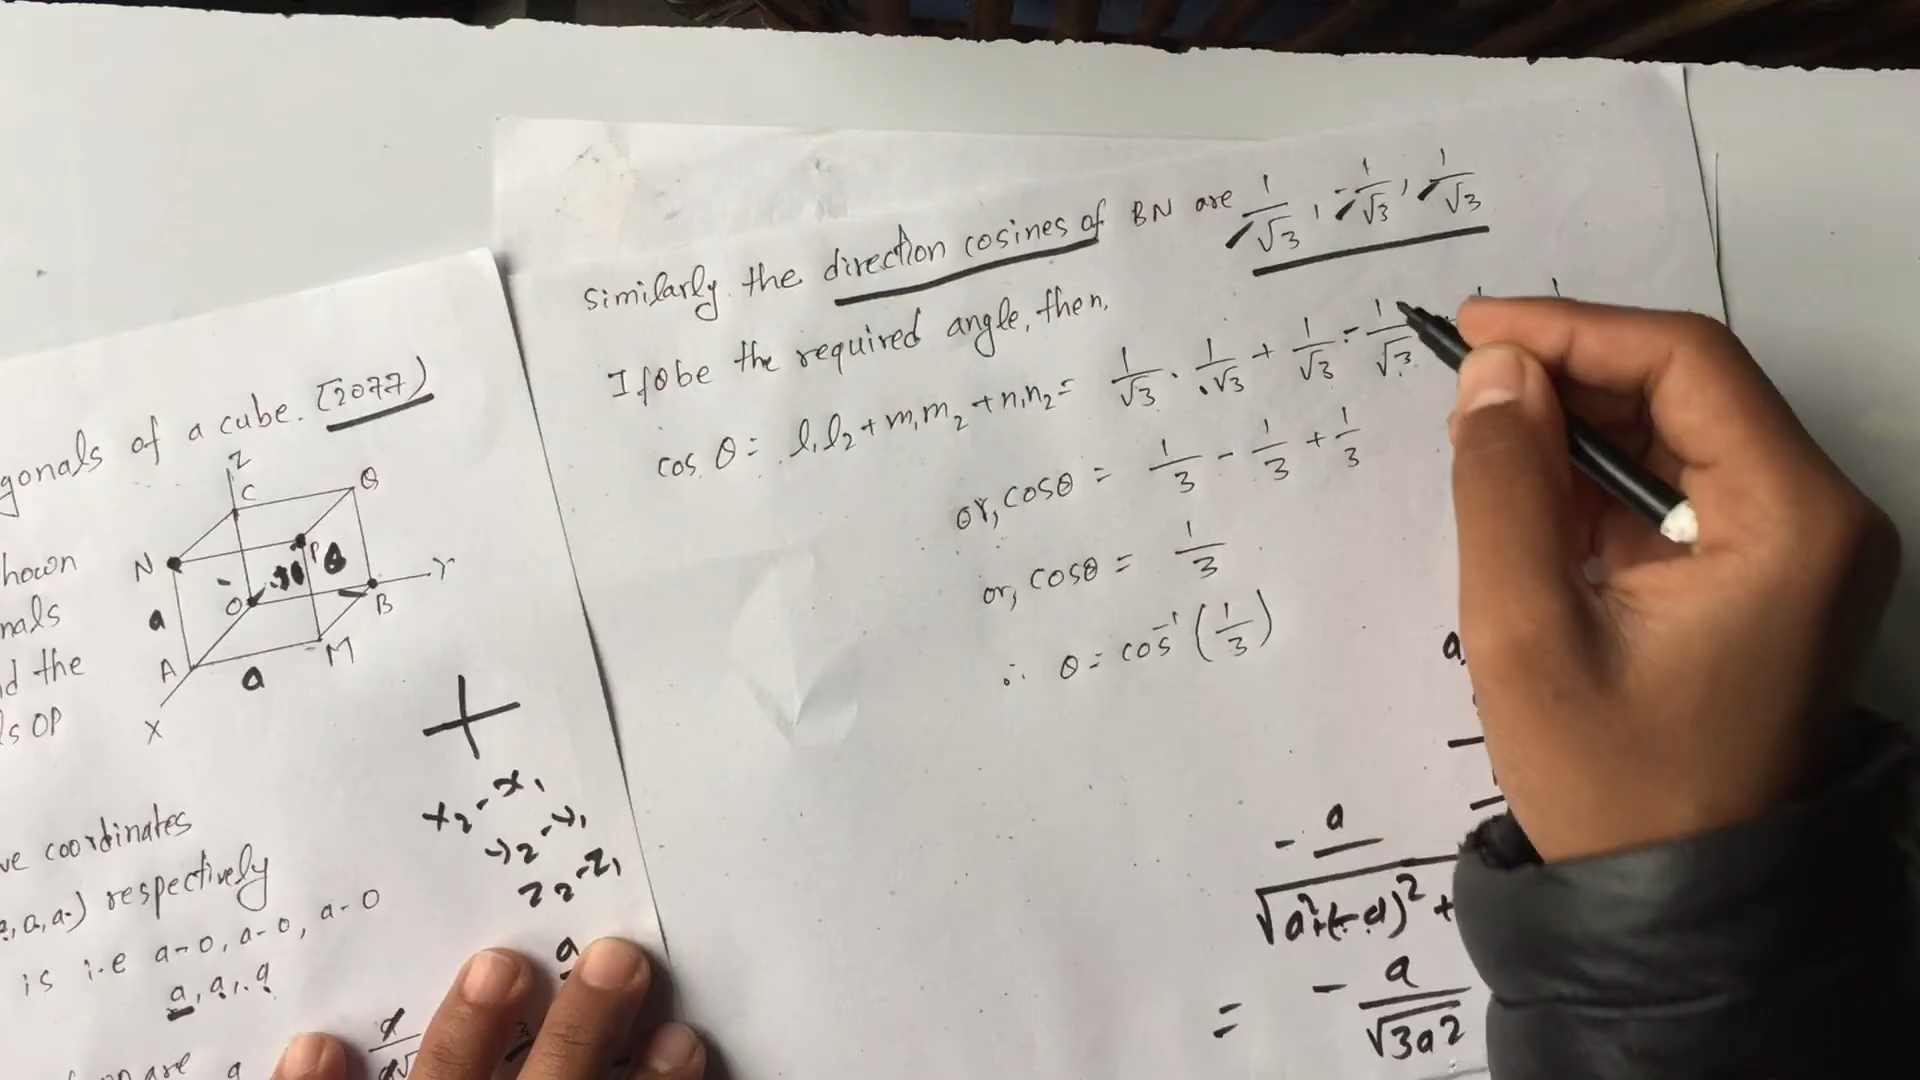 gonals of a cube. [2077]
Z
C
Q
N
P
θ
Y
O
B
a
A
M
a
X
hown
nals
d the
ls OP
x₂ - x₁
y₂ - y₁
z₂ - z₁
ve coordinates
a, a) respectively
is i.e a-0, a-0, a-0
a, a, a
are a
a
Similarly the direction cosines of BN are 1/√3, -1/√3, 1/√3
If θ be the required angle, then,
cos θ = l₁l₂ + m₁m₂ + n₁n₂ = 1/√3 . 1/√3 + 1/√3 . - 1/√3
or, cosθ = 1/3 - 1/3 + 1/3
or, cosθ = 1/3
∴ θ = cos⁻¹ (1/3)
a,
- a
√a²+(-a)² +
= - a/√3a2